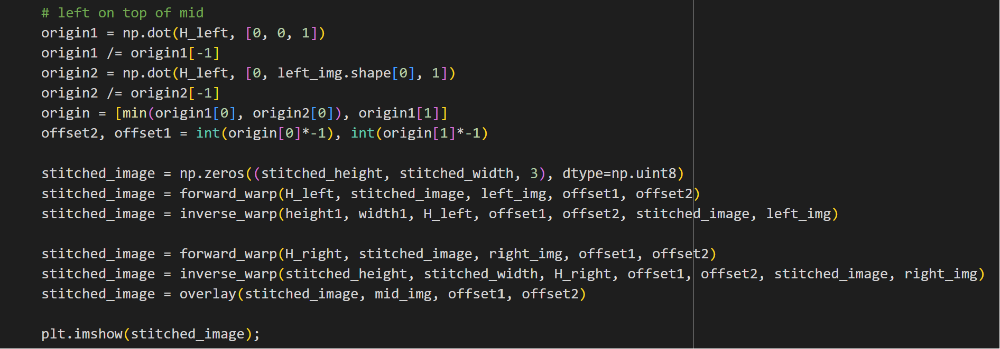 # left on top of mid
origin1 = np.dot(H_left, [0, 0, 1])
origin1 /= origin1[-1]
origin2 = np.dot(H_left, [0, left_img.shape[0], 1])
origin2 /= origin2[-1]
origin = [min(origin1[0], origin2[0]), origin1[1]]
offset2, offset1 = int(origin[0]*-1), int(origin[1]*-1)
stitched_image = np.zeros((stitched_height, stitched_width, 3), dtype=np.uint8)
stitched_image = forward_warp(H_left, stitched_image, left_img, offset1, offset2)
stitched_image = inverse_warp(height1, width1, H_left, offset1, offset2, stitched_image, left_img)
stitched_image = forward_warp(H_right, stitched_image, right_img, offset1, offset2)
stitched_image = inverse_warp(stitched_height, stitched_width, H_right, offset1, offset2, stitched_image, right_img)
stitched_image = overlay(stitched_image, mid_img, offset1, offset2)
plt.imshow(stitched_image);